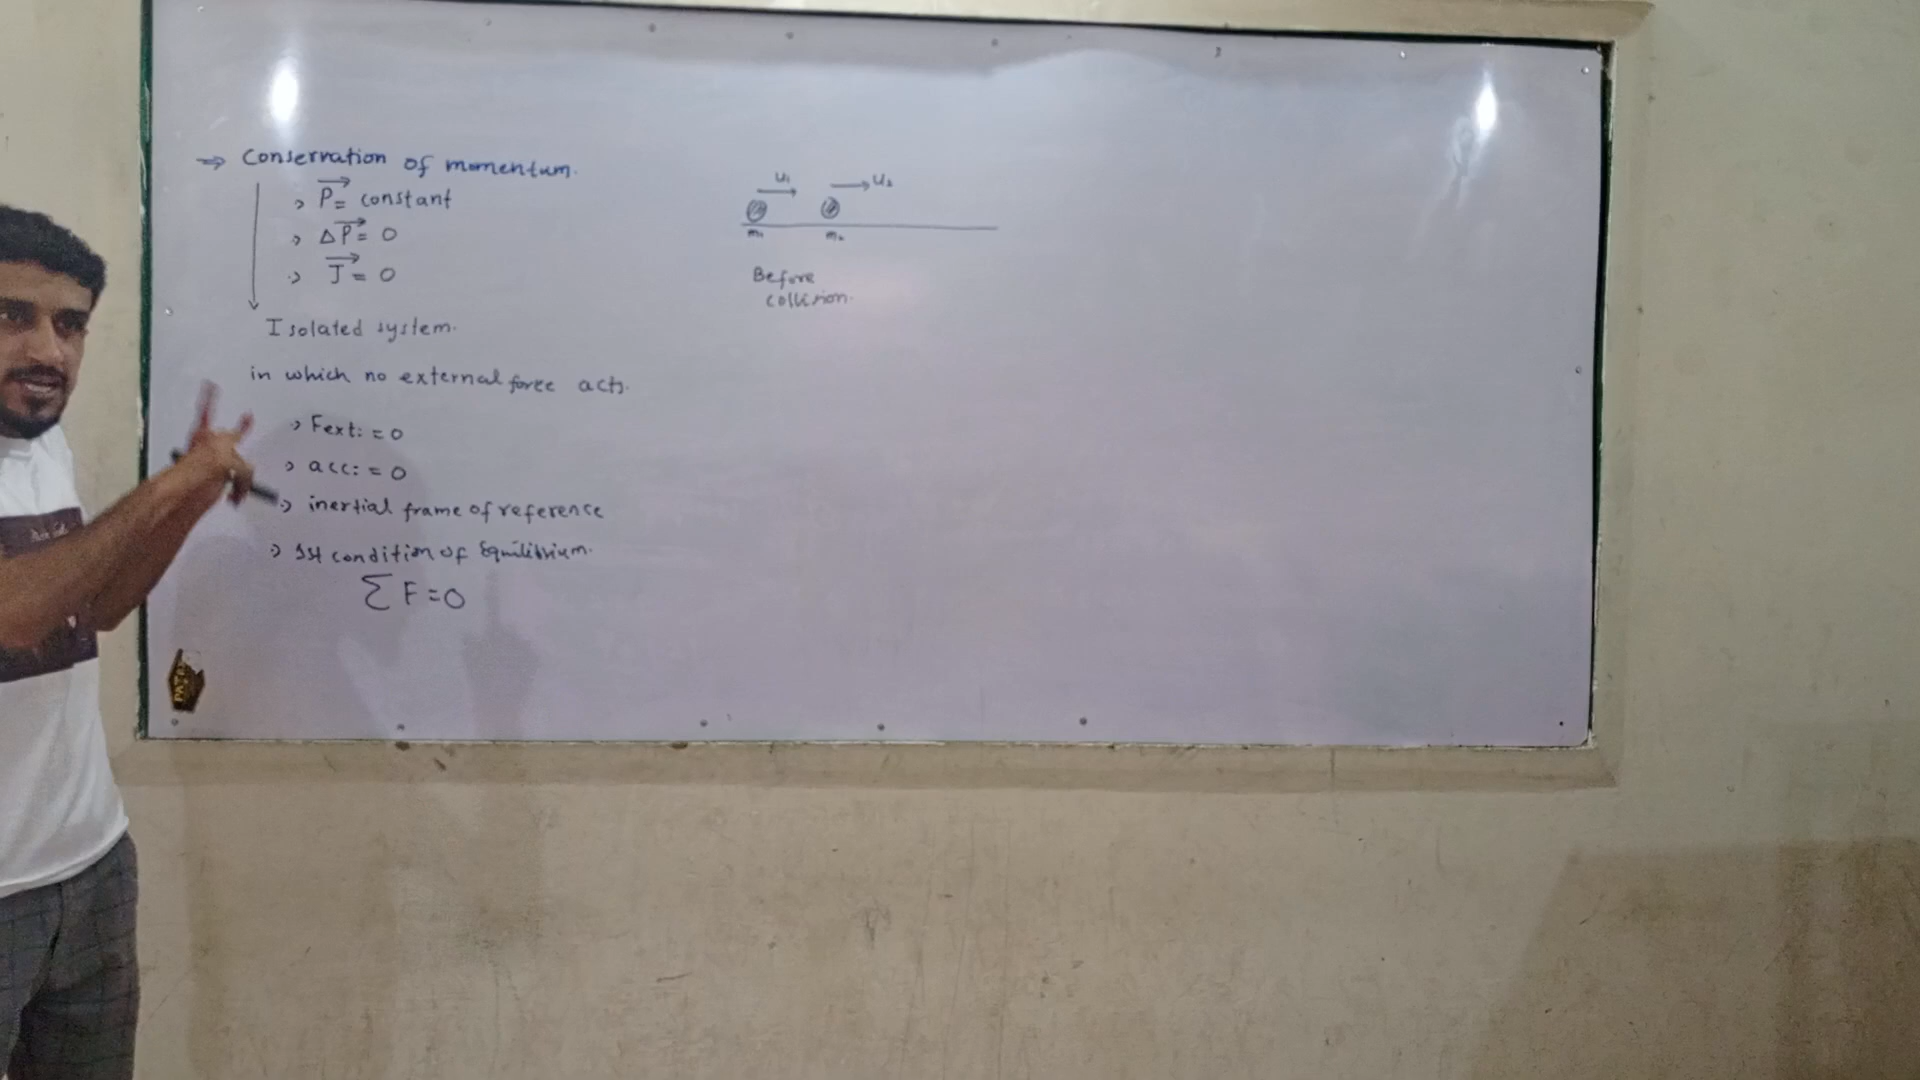 ⇒ Conservation of momentum.
> P⃗ = constant
> ΔP⃗ = 0
> J⃗ = 0
Isolated system.
in which no external force acts.
> Fext: = 0
> acc: = 0
> inertial frame of reference
> 1st condition of Equilibrium.
Σ F = 0
u₁ u₂
m₁ m₂
Before
collision.